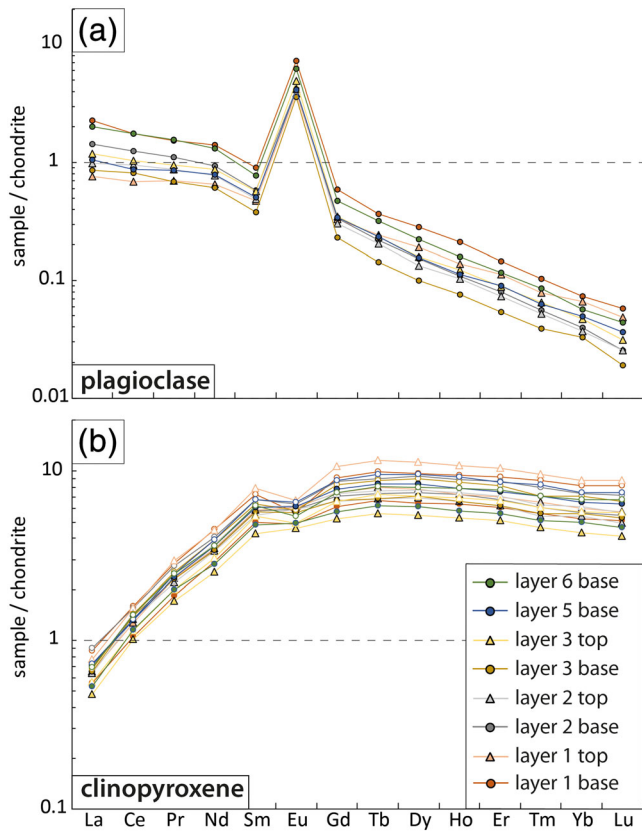 (a)
10
1
0.1
0.01
sample / chondrite
plagioclase
(b)
10
1
0.1
sample / chondrite
clinopyroxene
layer 6 base
layer 5 base
layer 3 top
layer 3 base
layer 2 top
layer 2 base
layer 1 top
layer 1 base
La Ce Pr Nd Sm Eu Gd Tb Dy Ho Er Tm Yb Lu